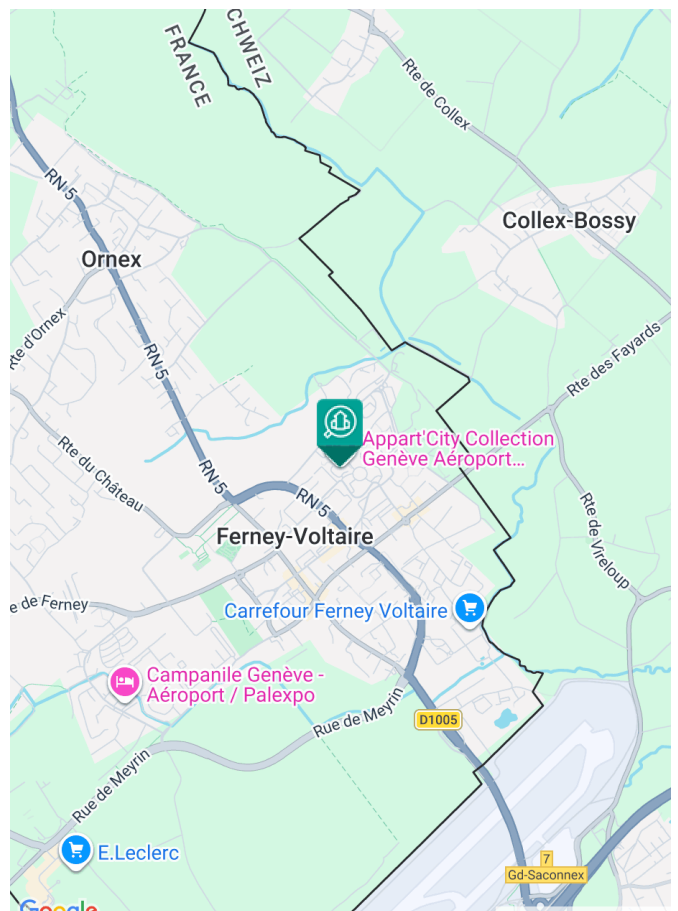 FRANCE
CHWEIZ
Rte de Collex
RN 5
Collex-Bossy
Ornex
Rte d'Ornex
RN 5
Rte des Fayards
Appart'City Collection
Genève Aéroport...
Rte du Château
RN 5
RN 5
Rte de Vireloup
Ferney-Voltaire
e de Ferney
Carrefour Ferney Voltaire
Campanile Genève -
Aéroport / Palexpo
Rue de Meyrin
D1005
Rue de Meyrin
E.Leclerc
7
Gd-Saconnex
Google